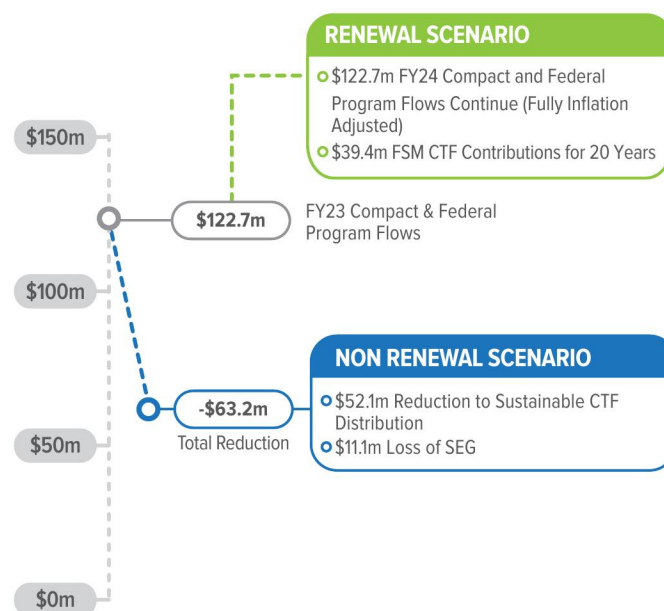 RENEWAL SCENARIO
$122.7m FY24 Compact and Federal
Program Flows Continue (Fully Inflation
Adjusted)
$39.4m FSM CTF Contributions for 20 Years
$150m
$122.7m
FY23 Compact & Federal
Program Flows
$100m
NON RENEWAL SCENARIO
$52.1m Reduction to Sustainable CTF
Distribution
$11.1m Loss of SEG
-$63.2m
Total Reduction
$50m
$0m